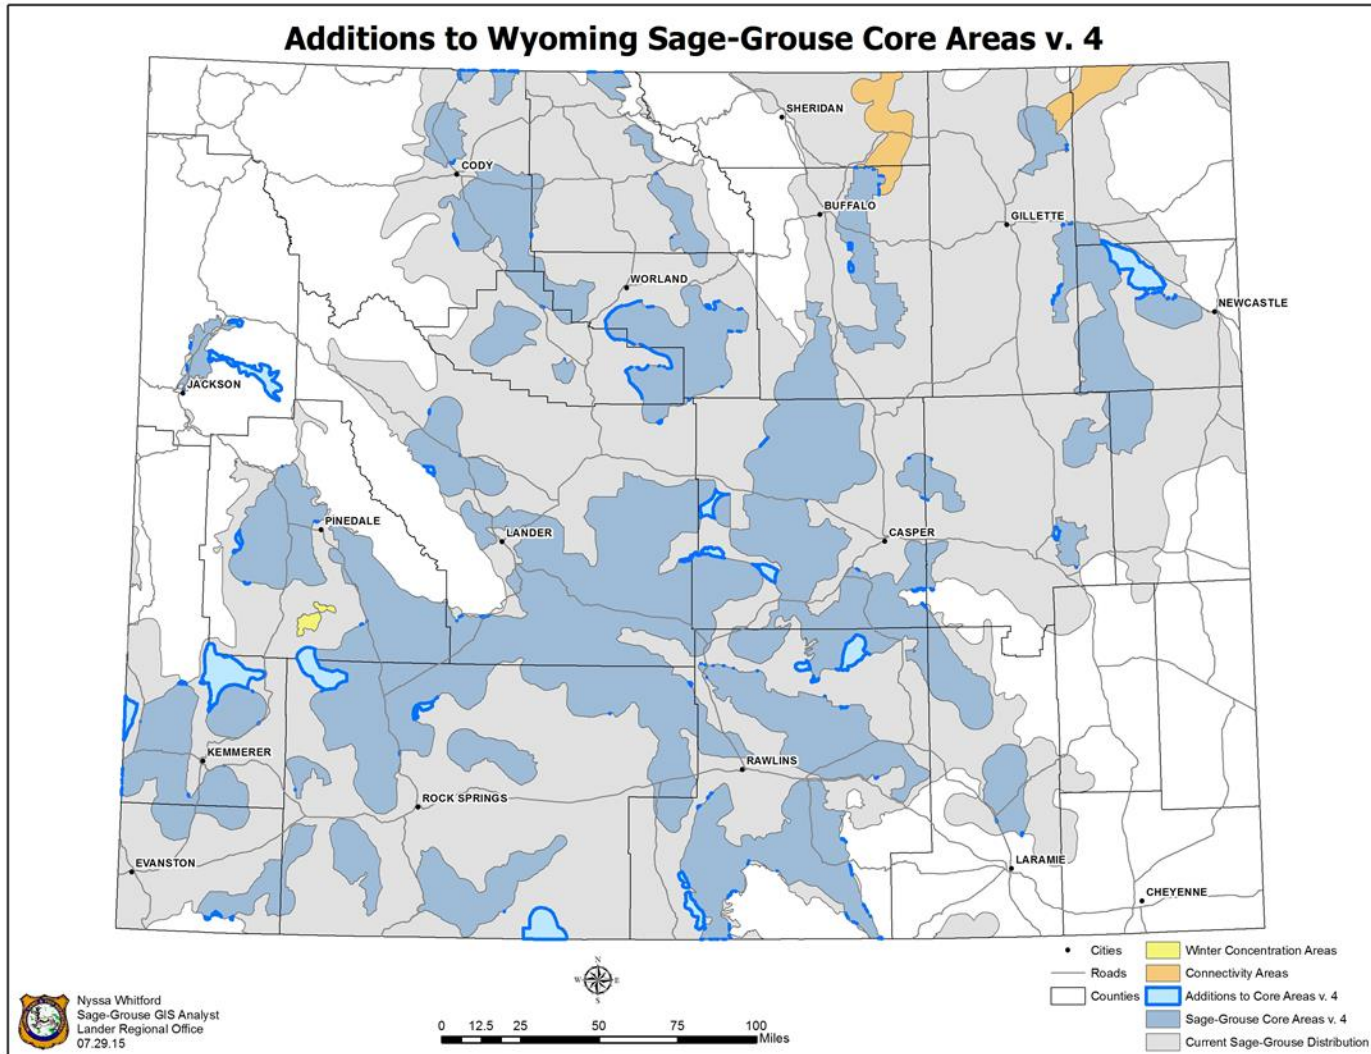 Additions to Wyoming Sage-Grouse Core Areas v. 4
SHERIDAN
CODY
BUFFALO
GILLETTE
WORLAND
NEWCASTLE
JACKSON
PINEDALE
LANDER
CASPER
KEMMERER
RAWLINS
ROCK SPRINGS
EVANSTON
LARAMIE
CHEYENNE
Cities
Roads
Counties
Winter Concentration Areas
Connectivity Areas
Additions to Core Areas v. 4
Sage-Grouse Core Areas v. 4
Current Sage-Grouse Distribution
N
W E
S
Nyssa Whitford
Sage-Grouse GIS Analyst
Lander Regional Office
07.29.15
0 12.5 25 50 75 100
Miles